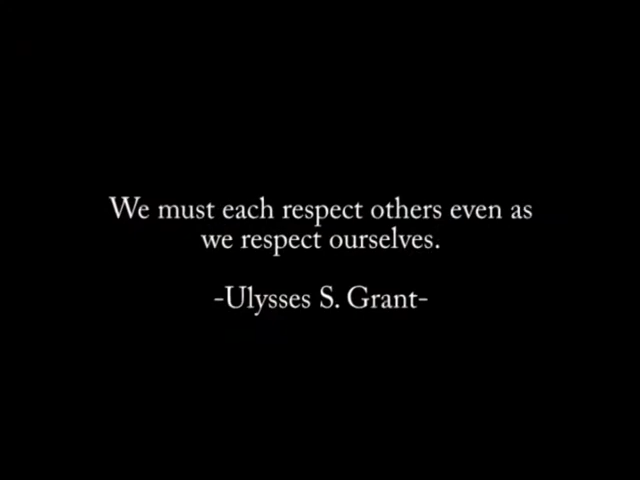 We must each respect others even as
we respect ourselves.
-Ulysses S. Grant-